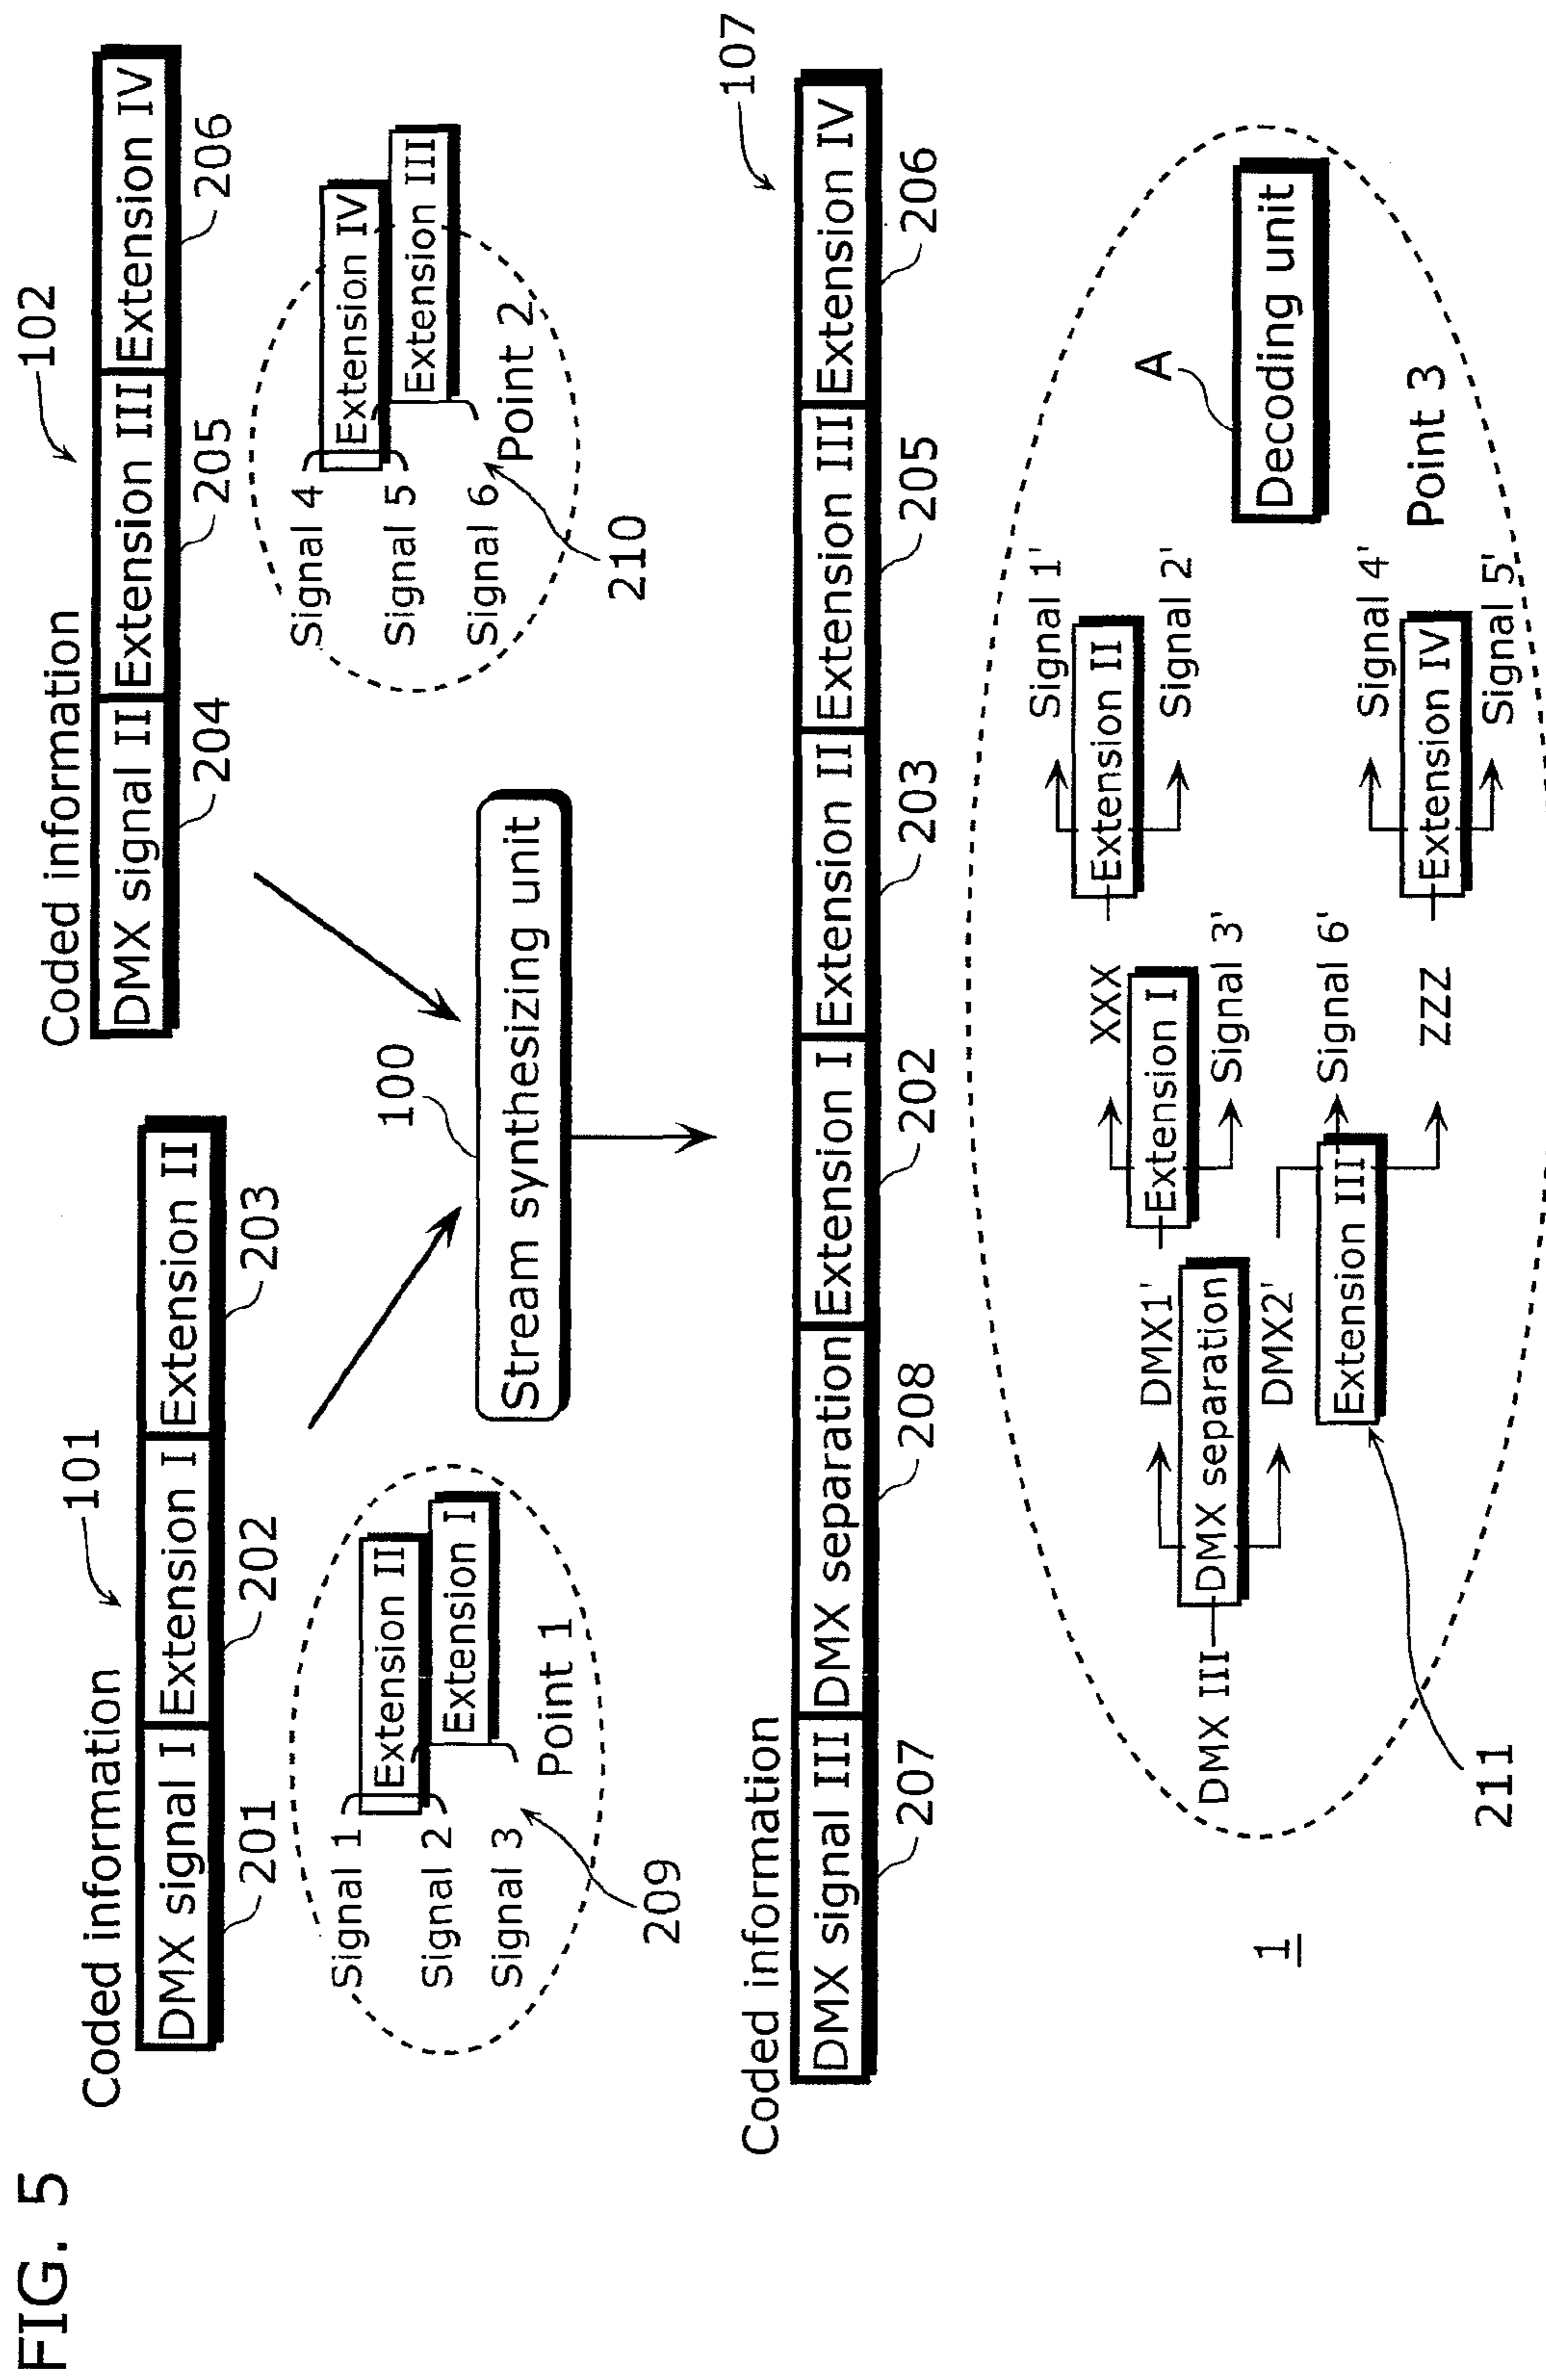 FIG. 5
Coded information
101
DMX signal I Extension I Extension II
201
202
203
Coded information
102
DMX signal II Extension III Extension IV
204
205
206
Signal 1
Signal 2
Signal 3
Extension II
Extension I
Point 1
209
Signal 4
Signal 5
Signal 6
Extension IV
Extension III
Point 2
210
100
Stream synthesizing unit
Coded information
107
DMX signal III DMX separation Extension I Extension II Extension III Extension IV
207
208
202
203
205
206
DMX III
DMX separation
DMX1'
DMX2'
Extension I
XXX
Signal 3'
Extension II
Signal 1'
Signal 2'
Extension III
Signal 6'
ZZZ
Extension IV
Signal 4'
Signal 5'
A
Decoding unit
Point 3
211
1